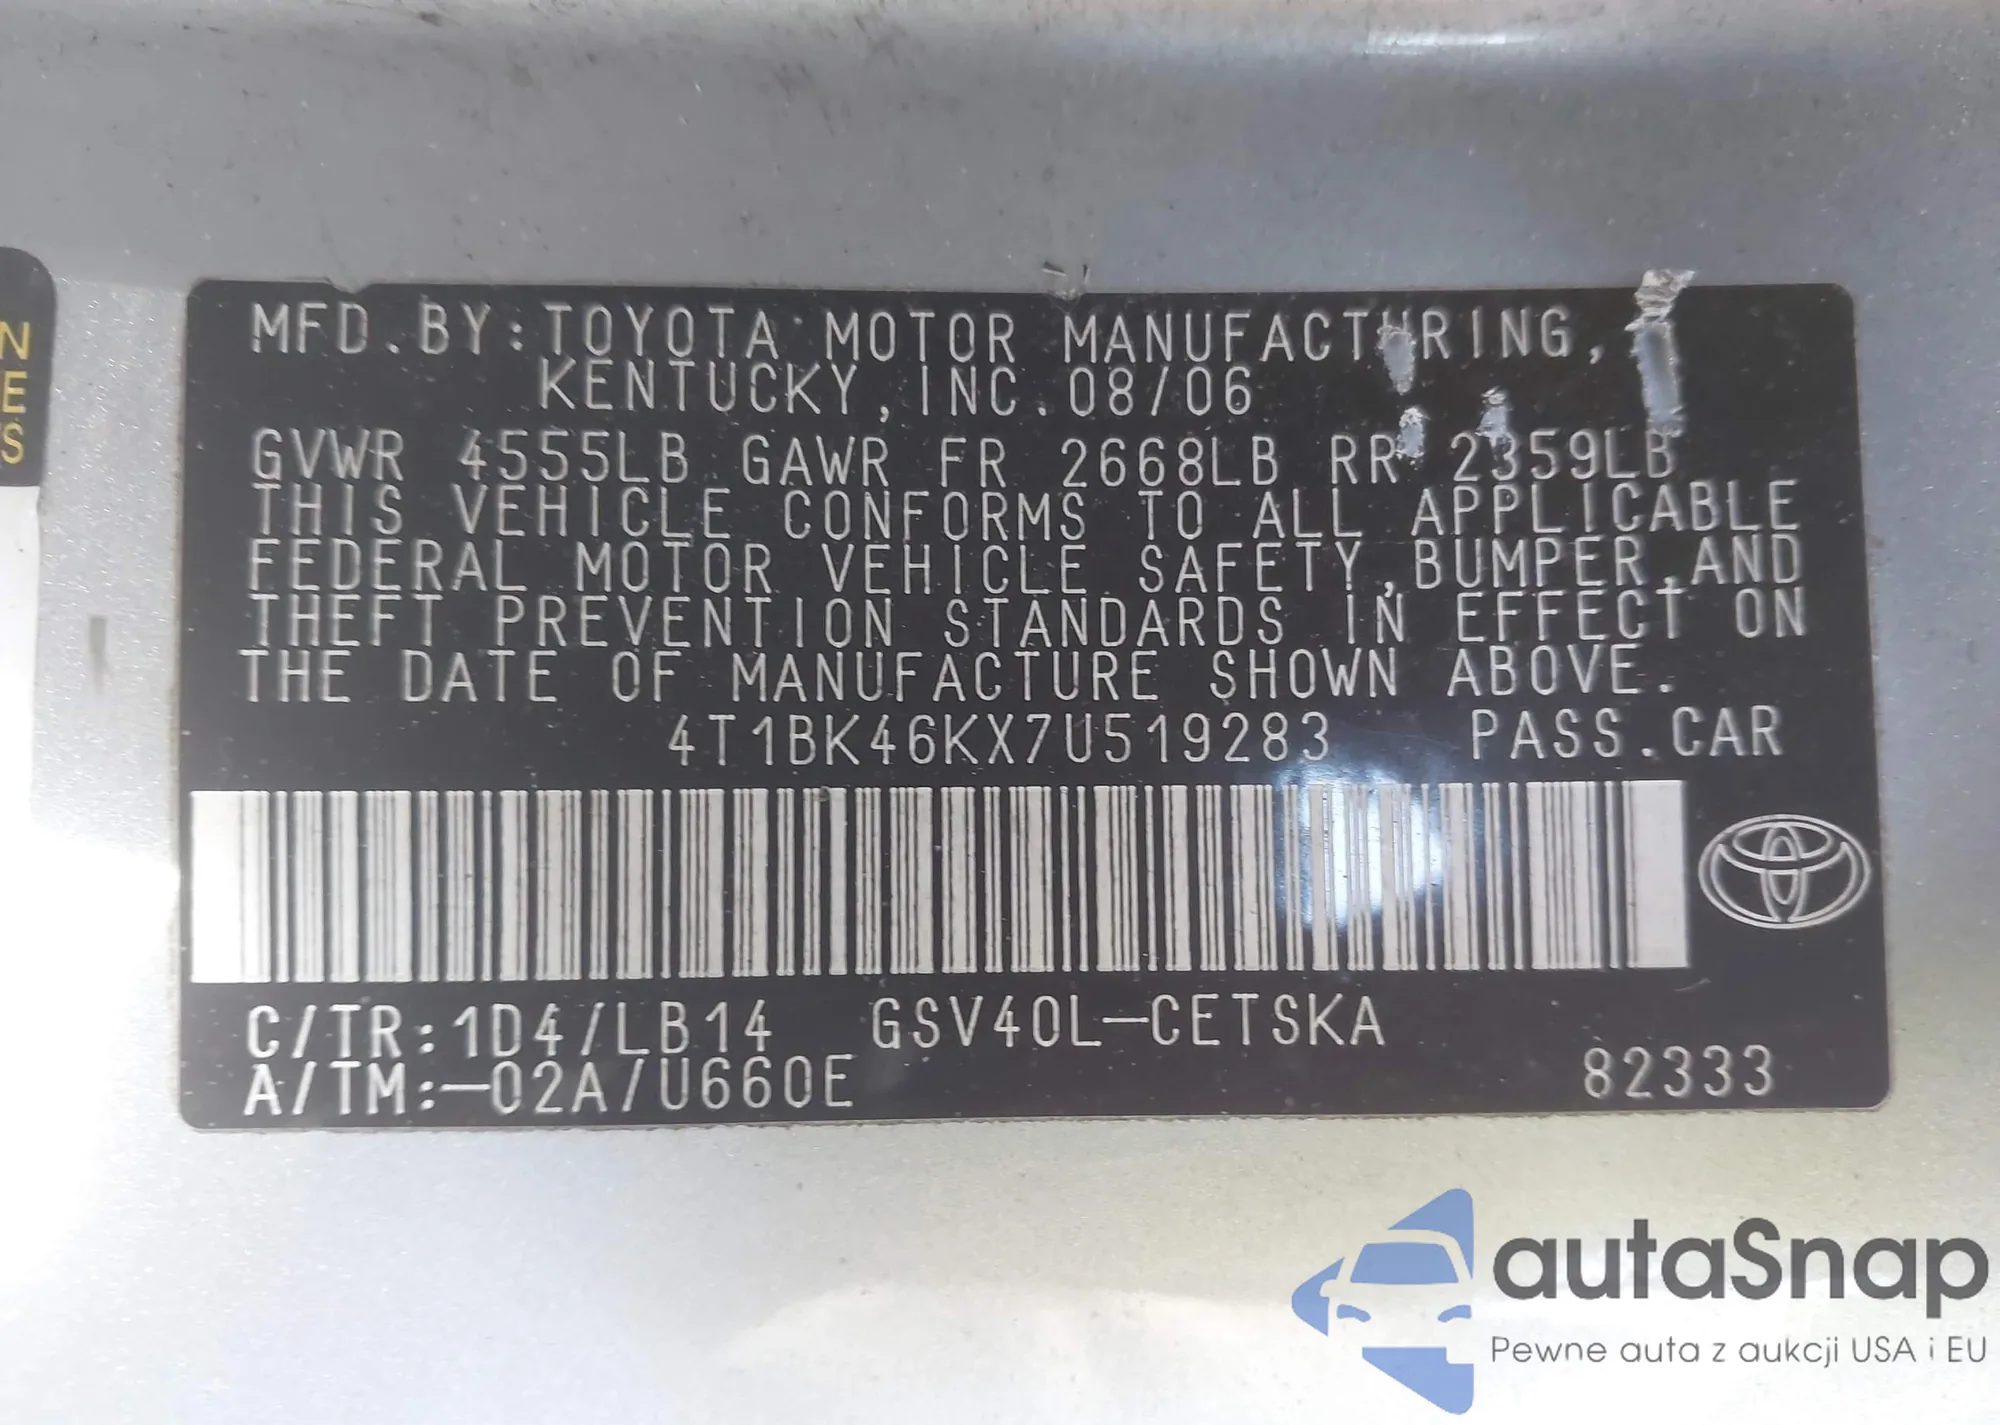 N
E
/S
MFD. BY: TOYOTA MOTOR MANUFACTURING,
KENTUCKY, INC. 08/06
GVWR 4555LB GAWR FR 2668LB RR 2359LB
THIS VEHICLE CONFORMS TO ALL APPLICABLE
FEDERAL MOTOR VEHICLE SAFETY, BUMPER, AND
THEFT PREVENTION STANDARDS IN EFFECT ON
THE DATE OF MANUFACTURE SHOWN ABOVE.
4T1BK46KX7U519283 PASS. CAR
C/TR: 1D4/LB14 GSV40L-CETSKA
A/TM: -02A/U660E 82333
autaSnap
Pewne auta z aukcji USA i EU